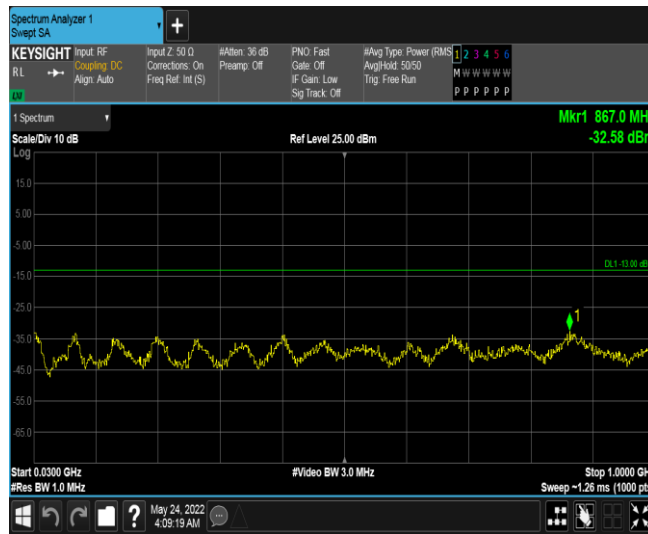 Spectrum Analyzer 1
Swept SA
KEYSIGHT
RL
Input: RF
Coupling: DC
Align: Auto
Input Z: 50 Ω
Corrections: On
Freq Ref: Int (S)
#Atten: 36 dB
Preamp: Off
PNO: Fast
Gate: Off
IF Gain: Low
Sig Track: Off
#Avg Type: Power (RMS
Avg|Hold: 50/50
Trig: Free Run
1 2 3 4 5 6
M W W W W W
P P P P P P
1 Spectrum
Mkr1 867.0 MH
Scale/Div 10 dB
Ref Level 25.00 dBm
-32.58 dBr
Log
15.0
5.00
-5.00
DL1 -13.00 dB
-15.0
-25.0
1
-35.0
-45.0
-55.0
-65.0
Start 0.0300 GHz
#Video BW 3.0 MHz
Stop 1.0000 GH
#Res BW 1.0 MHz
Sweep ~1.26 ms (1000 pts
?
May 24, 2022
4:09:19 AM